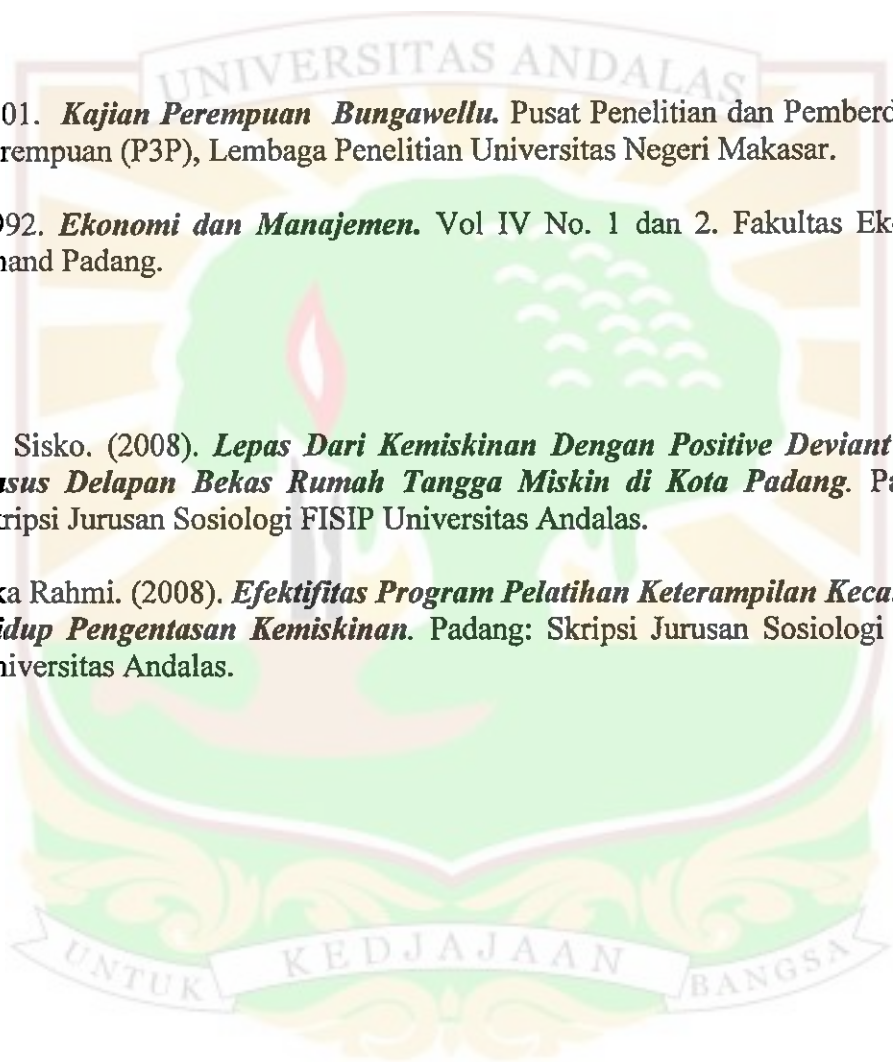 UNIVERSITAS ANDALAS
01. Kajian Perempuan Bungawellu. Pusat Penelitian dan Pemberd
rempuan (P3P), Lembaga Penelitian Universitas Negeri Makasar.
992. Ekonomi dan Manajemen. Vol IV No. 1 dan 2. Fakultas Ek
nand Padang.
Sisko. (2008). Lepas Dari Kemiskinan Dengan Positive Deviant
asus Delapan Bekas Rumah Tangga Miskin di Kota Padang. Pa
kripsi Jurusan Sosiologi FISIP Universitas Andalas.
ka Rahmi. (2008). Efektifitas Program Pelatihan Keterampilan Keca
idup Pengentasan Kemiskinan. Padang: Skripsi Jurusan Sosiologi
niversitas Andalas.
UNTUK KEDJAJAAN BANGSA